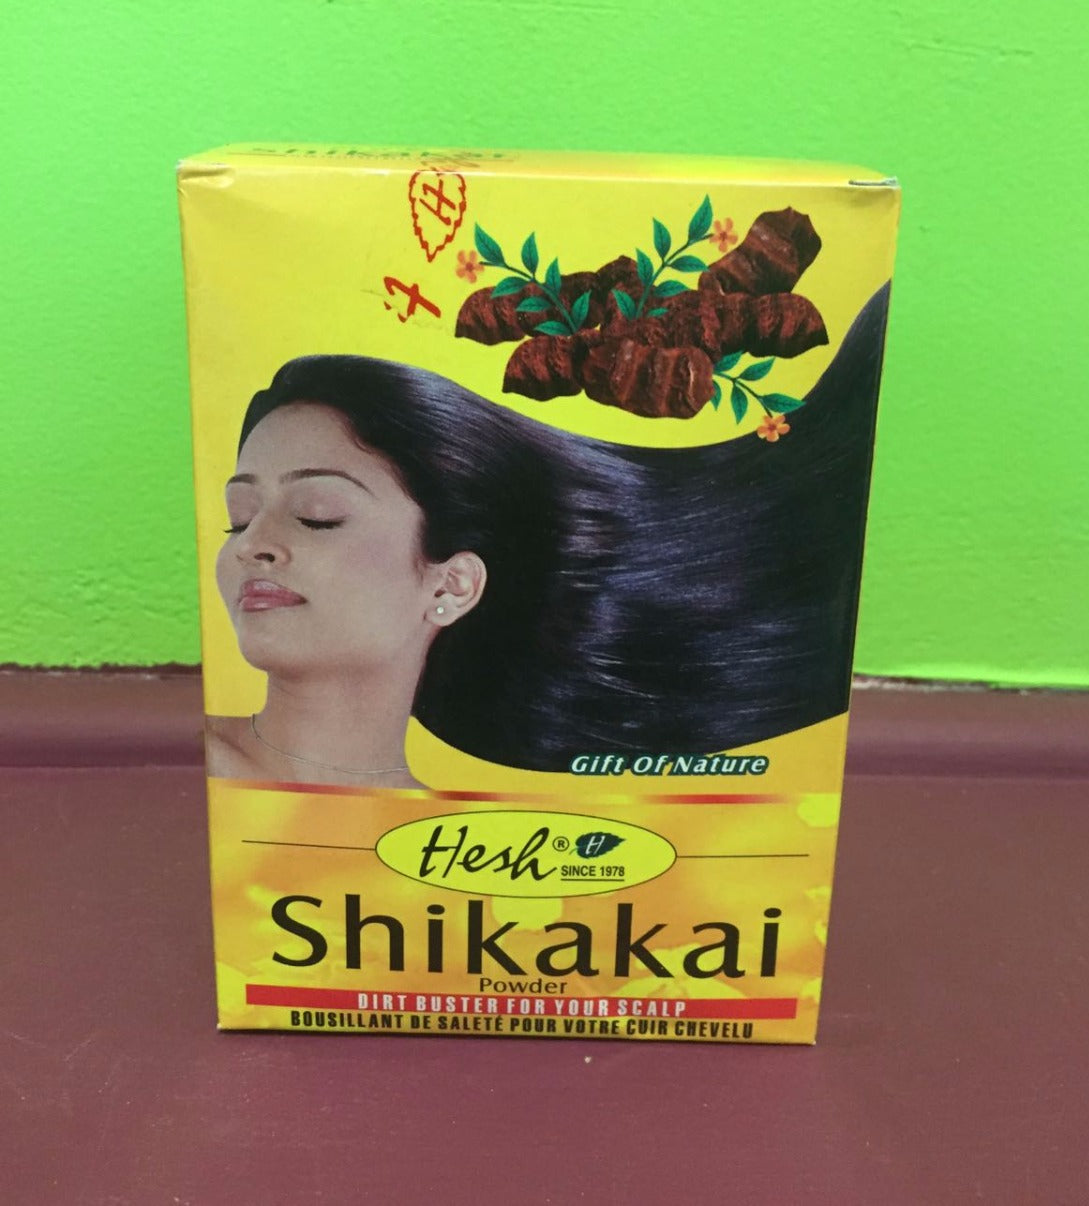 shikakai
H
H
Gift Of Nature
Hesh® H
SINCE 1978
Shikakai
Powder
DIRT BUSTER FOR YOUR SCALP
BOUSILLANT DE SALETÉ POUR VOTRE CUIR CHEVELU